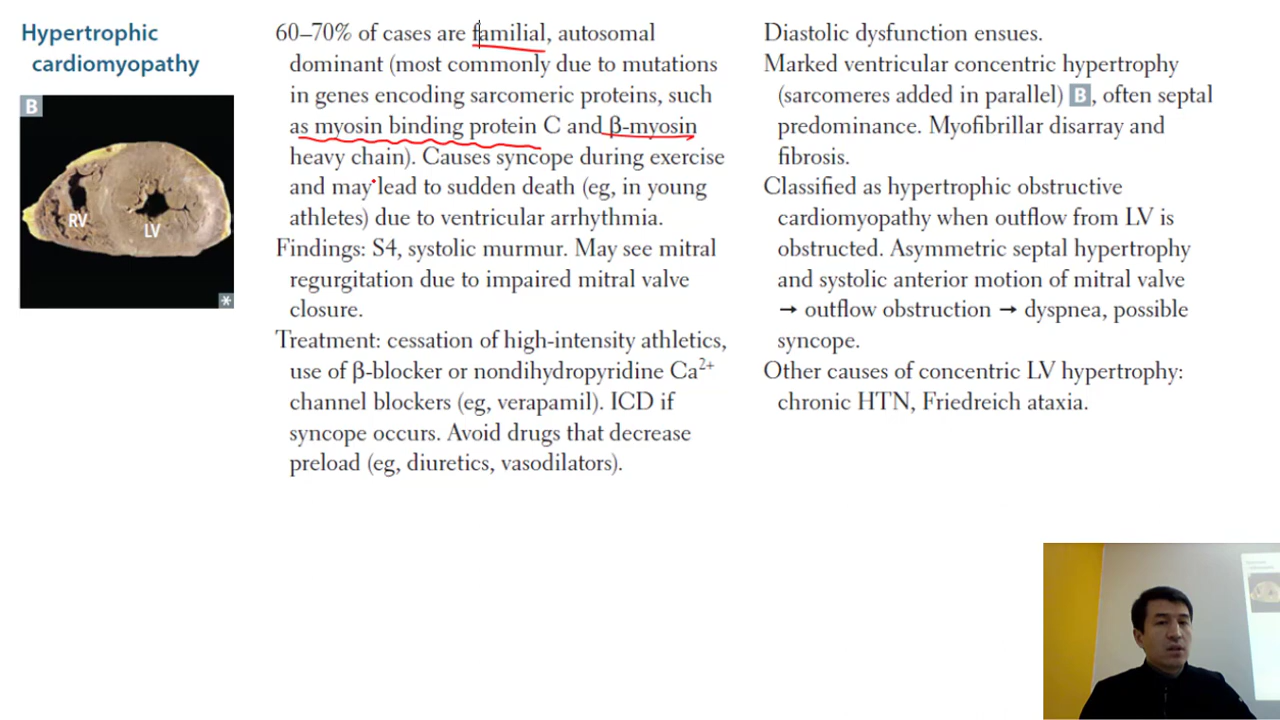 Hypertrophic
cardiomyopathy
B
RV
LV
*
60–70% of cases are familial, autosomal
dominant (most commonly due to mutations
in genes encoding sarcomeric proteins, such
as myosin binding protein C and β-myosin
heavy chain). Causes syncope during exercise
and may lead to sudden death (eg, in young
athletes) due to ventricular arrhythmia.
Findings: S4, systolic murmur. May see mitral
regurgitation due to impaired mitral valve
closure.
Treatment: cessation of high-intensity athletics,
use of β-blocker or nondihydropyridine Ca²⁺
channel blockers (eg, verapamil). ICD if
syncope occurs. Avoid drugs that decrease
preload (eg, diuretics, vasodilators).
Diastolic dysfunction ensues.
Marked ventricular concentric hypertrophy
(sarcomeres added in parallel) B, often septal
predominance. Myofibrillar disarray and
fibrosis.
Classified as hypertrophic obstructive
cardiomyopathy when outflow from LV is
obstructed. Asymmetric septal hypertrophy
and systolic anterior motion of mitral valve
→ outflow obstruction → dyspnea, possible
syncope.
Other causes of concentric LV hypertrophy:
chronic HTN, Friedreich ataxia.